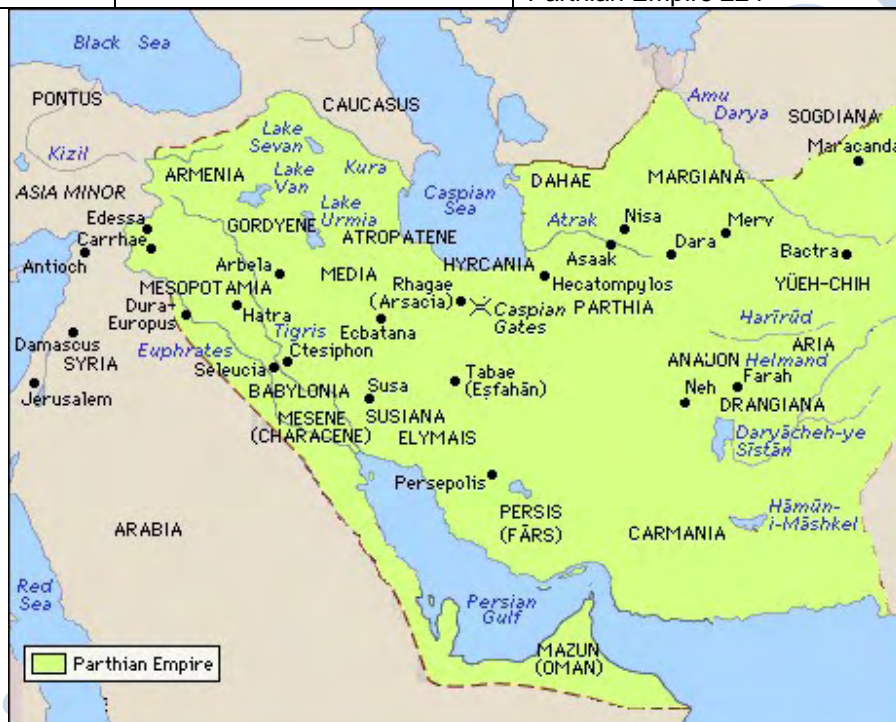 Parthian Empire 224
Black Sea
PONTUS
CAUCASUS
Amu
Darya
SOGDIANA
Maracanda
Kizil
Lake
Sevan
ARMENIA
Lake
Van
Kura
Caspian
Sea
DAHAE
MARGIANA
ASIA MINOR
Lake
Urmia
Edessa
GORDYENE
ATROPATENE
Atrak
Nisa
Merv
Carrhae
Asaak
Dara
Bactra
Antioch
Arbela
MEDIA
HYRCANIA
Hecatompylos
YÜEH-CHIH
MESOPOTAMIA
Rhagae
(Arsacia)
Caspian
Gates
PARTHIA
Dura-
Europus
Hatra
Tigris
Ecbatana
Harīrūd
Damascus
SYRIA
Euphrates
Ctesiphon
Seleucia
ARIA
ANAUON
Helmand
Jerusalem
BABYLONIA
Susa
Tabae
(Eşfahān)
Neh
Farah
DRANGIANA
MESENE
(CHARACENE)
SUSIANA
ELYMAIS
Daryācheh-ye
Sīstān
Persepolis
PERSIS
(FĀRS)
CARMANIA
Hāmūn-
i-Māshkel
ARABIA
Red
Sea
Persian
Gulf
MAZUN
(OMAN)
Parthian Empire